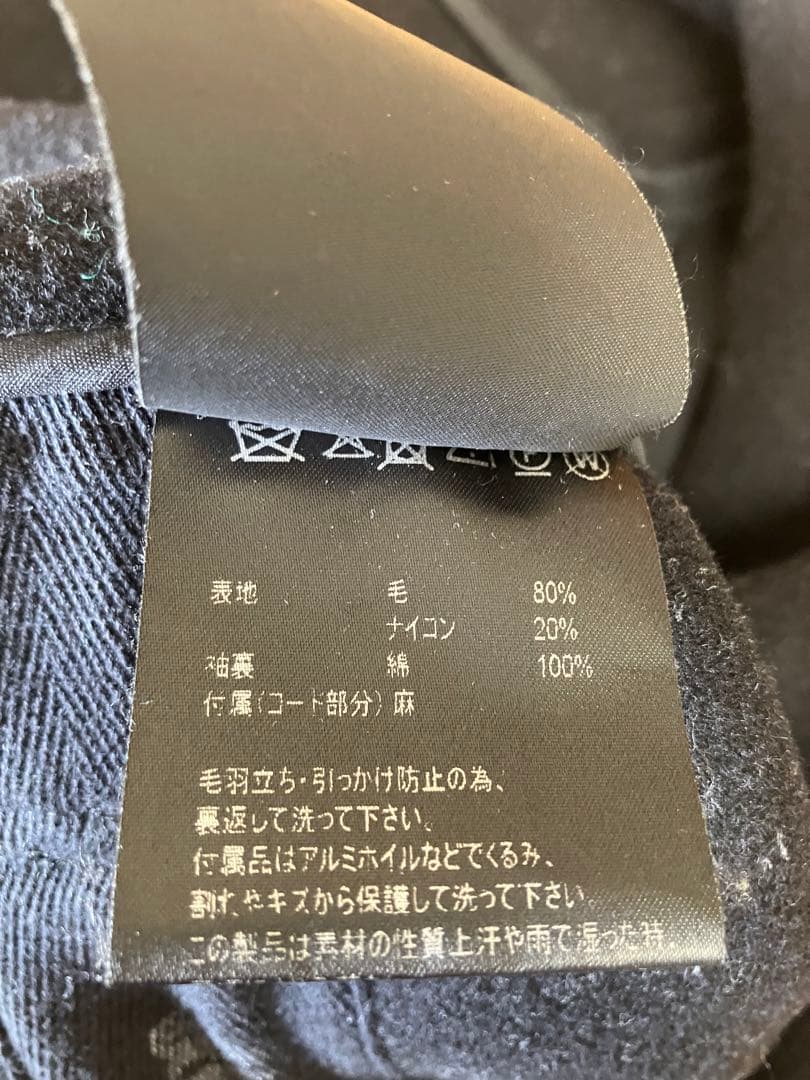 表地 毛 80%
ナイロン 20%
袖裏 綿 100%
付属(コード部分)麻
毛羽立ち・引っかけ防止の為、
裏返して洗って下さい。
付属品はアルミホイルなどでくるみ、
割れやキズから保護して洗って下さい。
この製品は素材の性質上汗や雨で湿った時、